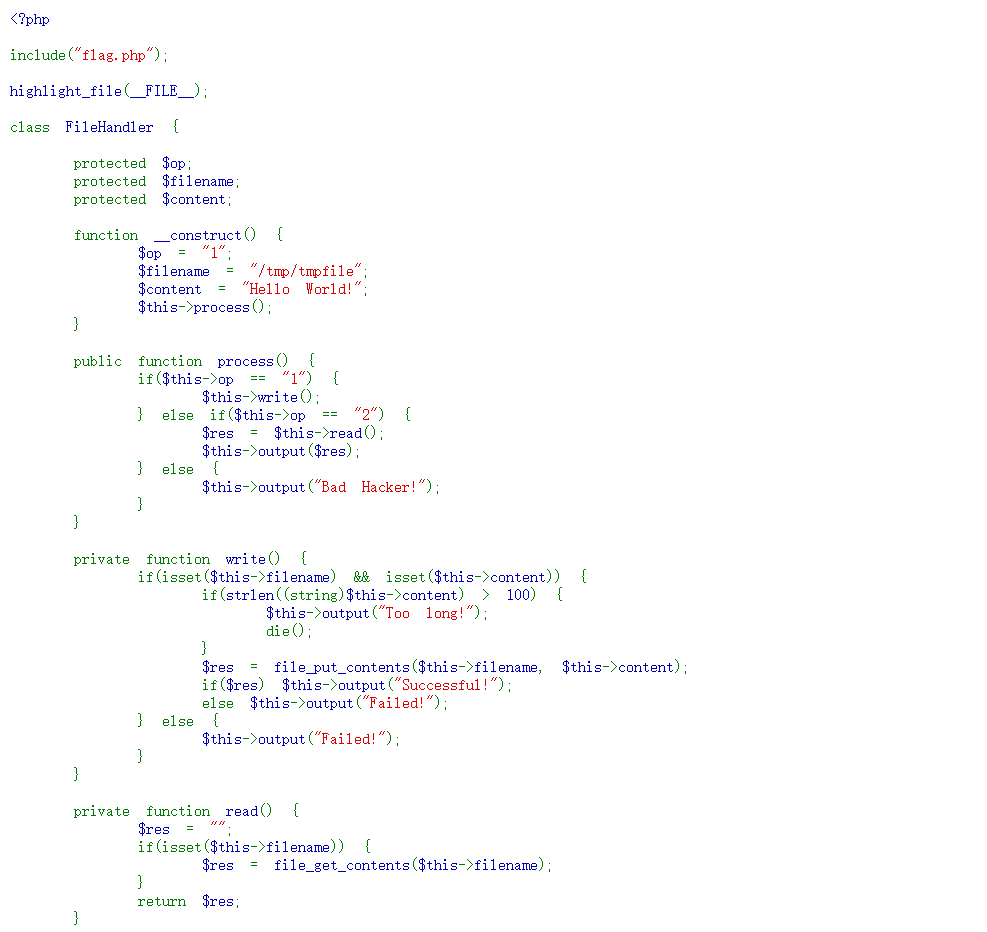 <?php
include("flag.php");
highlight_file(__FILE__);
class FileHandler {
protected $op;
protected $filename;
protected $content;
function __construct() {
$op = "1";
$filename = "/tmp/tmpfile";
$content = "Hello World!";
$this->process();
}
public function process() {
if($this->op == "1") {
$this->write();
} else if($this->op == "2") {
$res = $this->read();
$this->output($res);
} else {
$this->output("Bad Hacker!");
}
}
private function write() {
if(isset($this->filename) && isset($this->content)) {
if(strlen((string)$this->content) > 100) {
$this->output("Too long!");
die();
}
$res = file_put_contents($this->filename, $this->content);
if($res) $this->output("Successful!");
else $this->output("Failed!");
} else {
$this->output("Failed!");
}
}
private function read() {
$res = "";
if(isset($this->filename)) {
$res = file_get_contents($this->filename);
}
return $res;
}